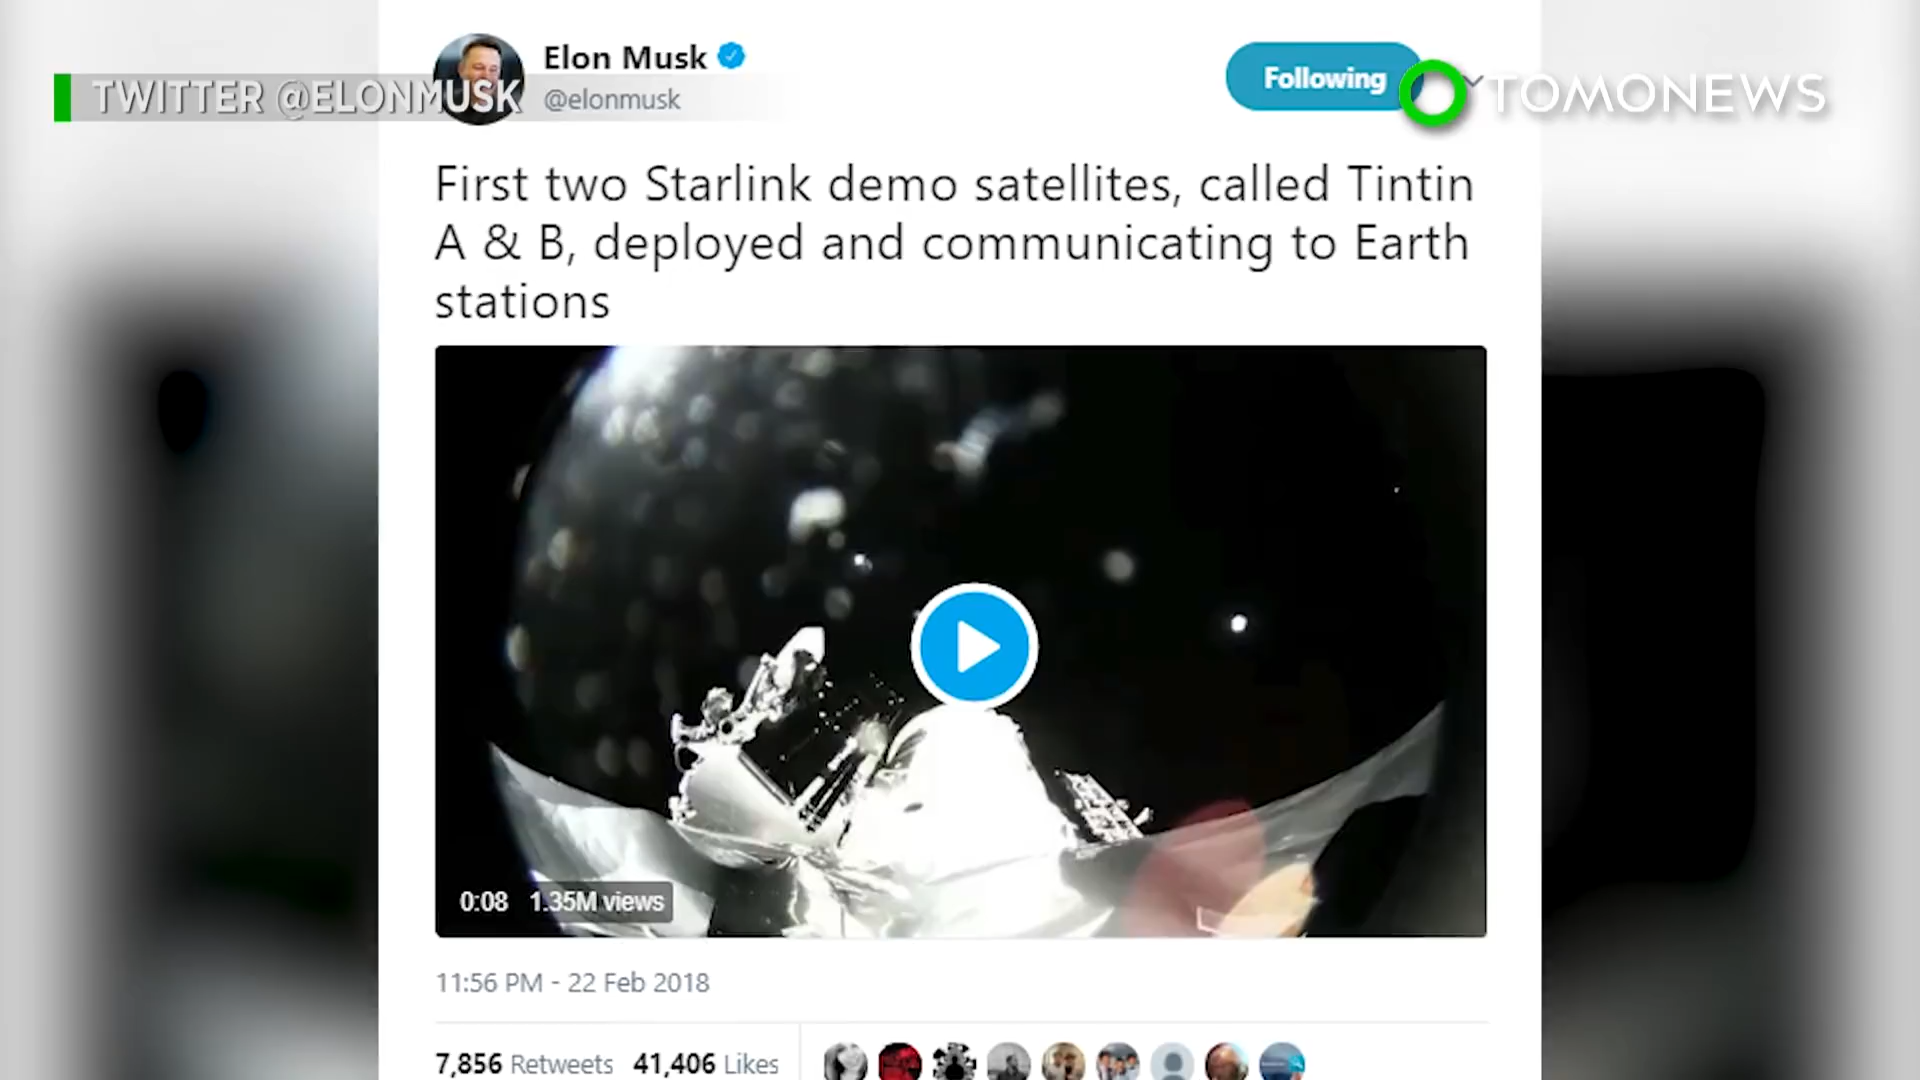 Elon Musk
@elonmusk
Following
TWITTER @ELONMUSK
TOMONEWS
First two Starlink demo satellites, called Tintin
A & B, deployed and communicating to Earth
stations
0:08 1.35M views
11:56 PM - 22 Feb 2018
7,856 Retweets 41,406 Likes